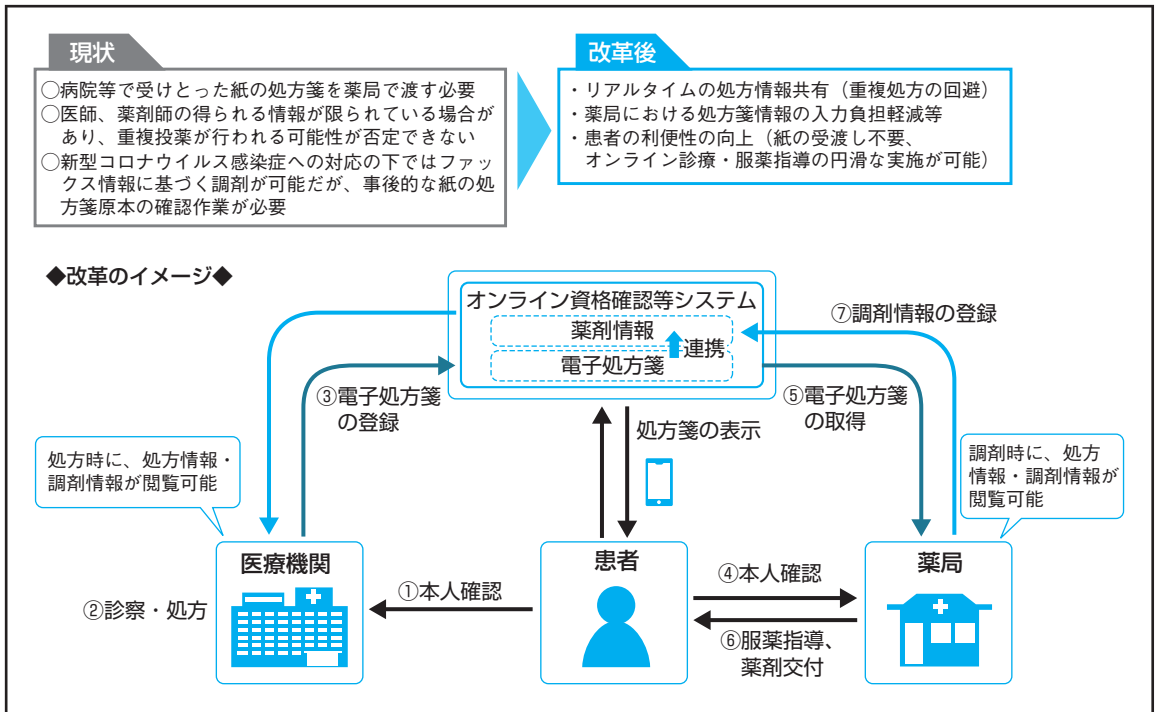 現状
○病院等で受けとった紙の処方箋を薬局で渡す必要
○医師、薬剤師の得られる情報が限られている場合が
あり、重複投薬が行われる可能性が否定できない
○新型コロナウイルス感染症への対応の下ではファッ
クス情報に基づく調剤が可能だが、事後的な紙の処
方箋原本の確認作業が必要
改革後
・リアルタイムの処方情報共有（重複処方の回避）
・薬局における処方箋情報の入力負担軽減等
・患者の利便性の向上（紙の受渡し不要、
オンライン診療・服薬指導の円滑な実施が可能）
◆改革のイメージ◆
オンライン資格確認等システム
薬剤情報
連携
電子処方箋
⑦調剤情報の登録
③電子処方箋
の登録
⑤電子処方箋
の取得
処方箋の表示
処方時に、処方情報・
調剤情報が閲覧可能
調剤時に、処方
情報・調剤情報が
閲覧可能
医療機関
患者
薬局
①本人確認
②診察・処方
④本人確認
⑥服薬指導、
薬剤交付